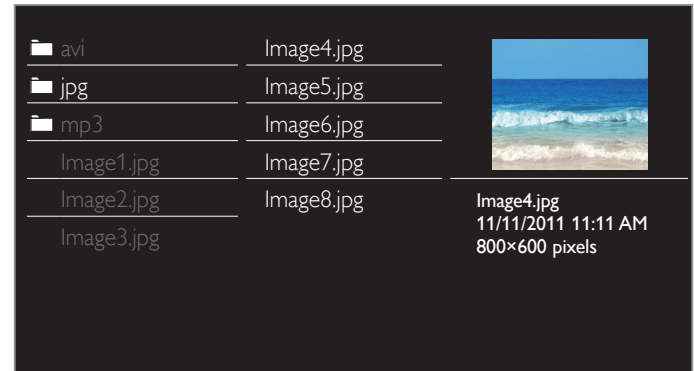 avi
jpg
mp3
Image1.jpg
Image2.jpg
Image3.jpg
Image4.jpg
Image5.jpg
Image6.jpg
Image7.jpg
Image8.jpg
Image4.jpg
11/11/2011 11:11 AM
800×600 pixels